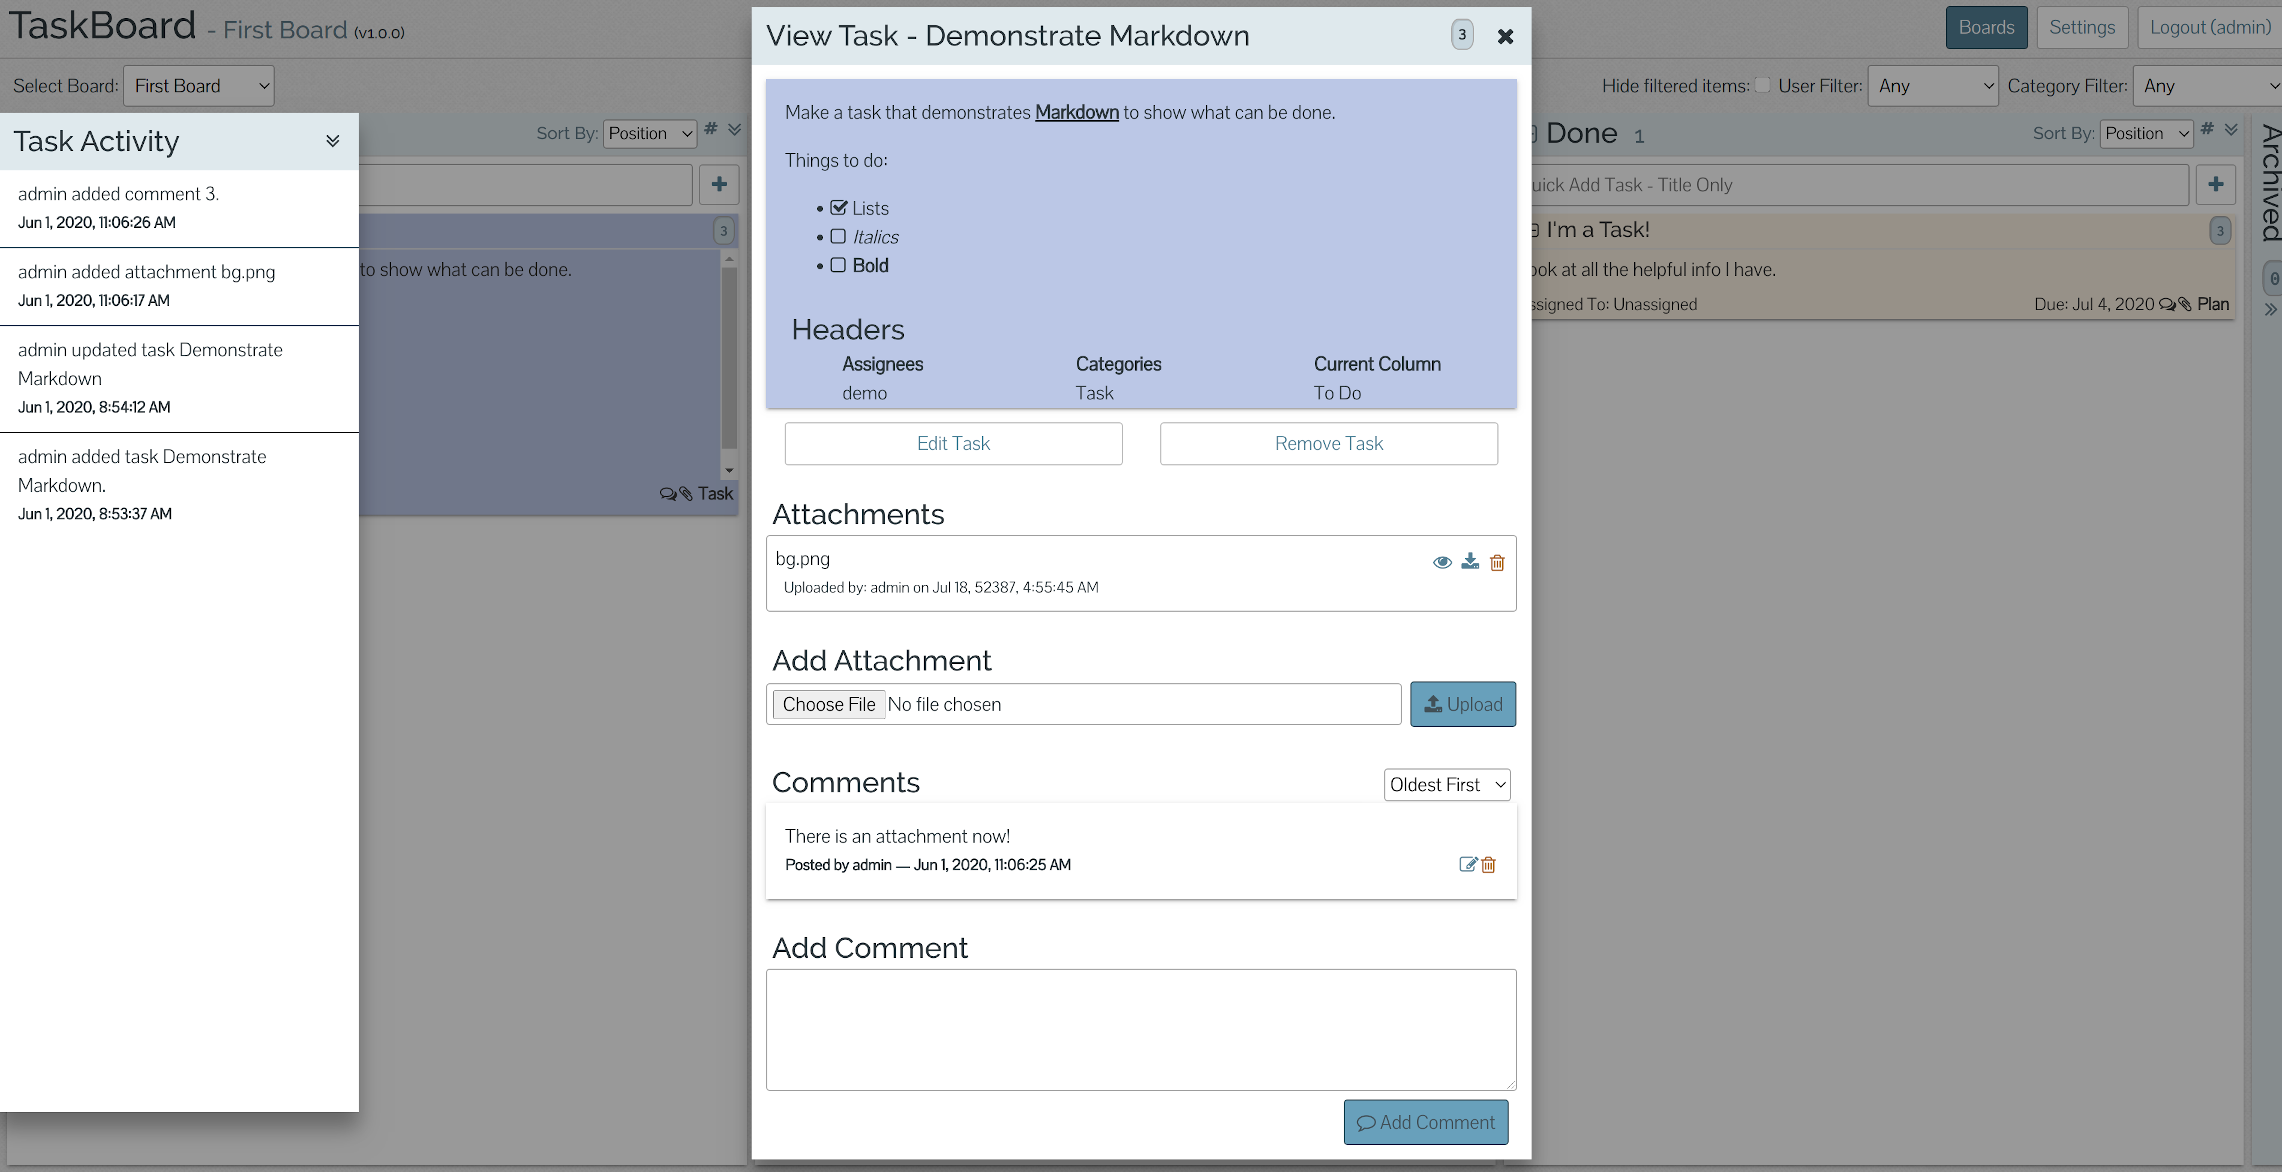 TaskBoard - First Board (v1.0.0)
Boards
Settings
Logout (admin)
Select Board: First Board
Hide filtered items: User Filter: Any Category Filter: Any
Task Activity
admin added comment 3.
Jun 1, 2020, 11:06:26 AM
admin added attachment bg.png
Jun 1, 2020, 11:06:17 AM
admin updated task Demonstrate
Markdown
Jun 1, 2020, 8:54:12 AM
admin added task Demonstrate
Markdown.
Jun 1, 2020, 8:53:37 AM
Sort By: Position #
+
3
to show what can be done.
Task
View Task - Demonstrate Markdown 3
Make a task that demonstrates Markdown to show what can be done.
Things to do:
Lists
Italics
Bold
Headers
Assignees Categories Current Column
demo Task To Do
Edit Task Remove Task
Attachments
bg.png
Uploaded by: admin on Jul 18, 52387, 4:55:45 AM
Add Attachment
Choose File No file chosen
Upload
Comments Oldest First
There is an attachment now!
Posted by admin — Jun 1, 2020, 11:06:25 AM
Add Comment
Add Comment
Done 1 Sort By: Position #
uick Add Task - Title Only +
I'm a Task! 3
ook at all the helpful info I have.
ssigned To: Unassigned Due: Jul 4, 2020 Plan
Archived
0